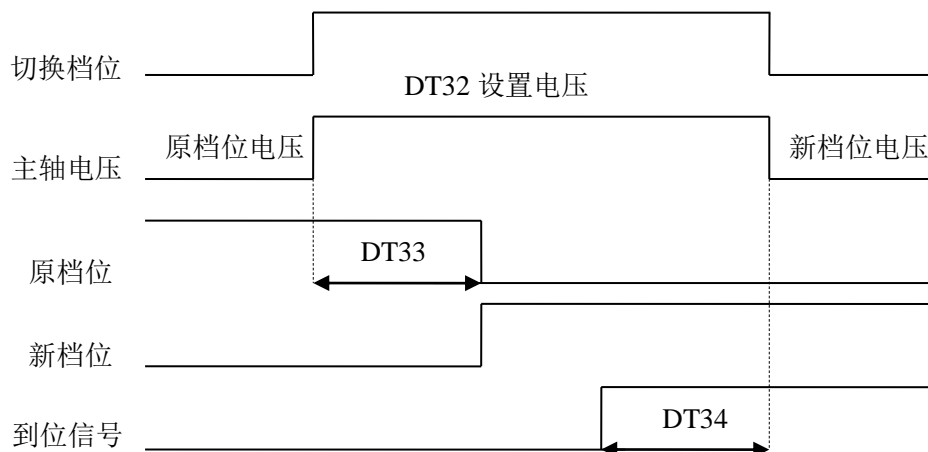 切换档位
DT32 设置电压
主轴电压
原档位电压
新档位电压
原档位
DT33
新档位
到位信号
DT34